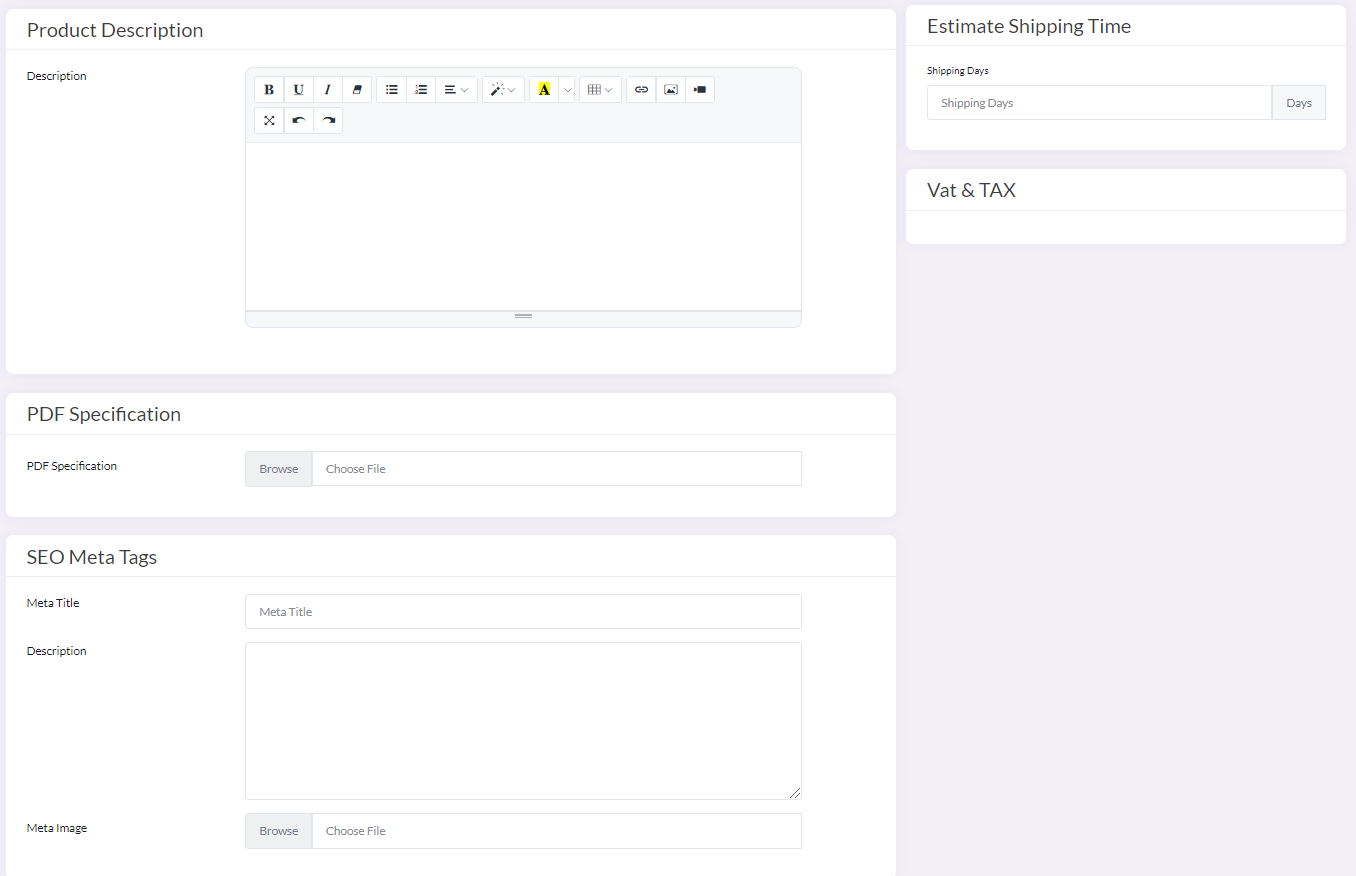 Product Description
Description
B U I A
PDF Specification
PDF Specification
Browse Choose File
SEO Meta Tags
Meta Title
Meta Title
Description
Meta Image
Browse Choose File
Estimate Shipping Time
Shipping Days
Shipping Days Days
Vat & TAX